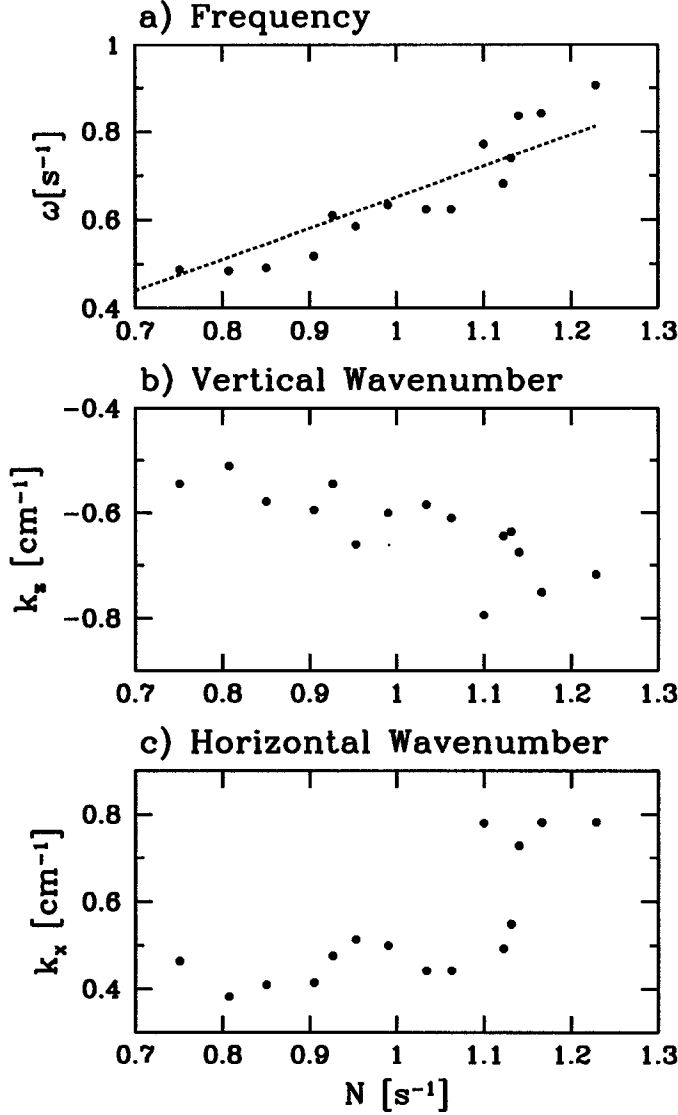 a) Frequency
1
0.8
0.6
0.4
ω[s⁻¹]
0.7 0.8 0.9 1 1.1 1.2 1.3
b) Vertical Wavenumber
−0.4
−0.6
−0.8
k_z [cm⁻¹]
0.7 0.8 0.9 1 1.1 1.2 1.3
c) Horizontal Wavenumber
0.8
0.6
0.4
k_x [cm⁻¹]
0.7 0.8 0.9 1 1.1 1.2 1.3
N [s⁻¹]